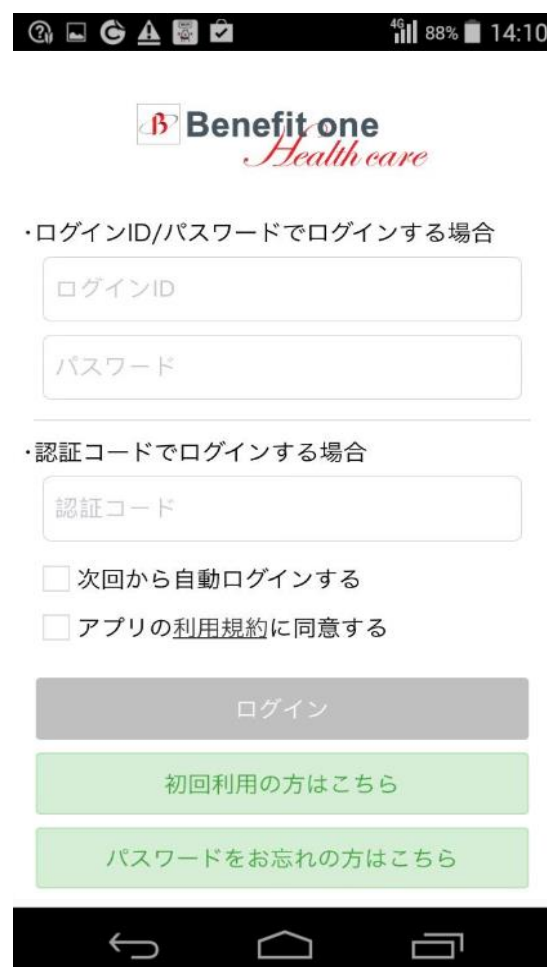 4G 88% 14:10
Benefit one
Health care
・ログインID/パスワードでログインする場合
ログインID
パスワード
・認証コードでログインする場合
認証コード
次回から自動ログインする
アプリの利用規約に同意する
ログイン
初回利用の方はこちら
パスワードをお忘れの方はこちら